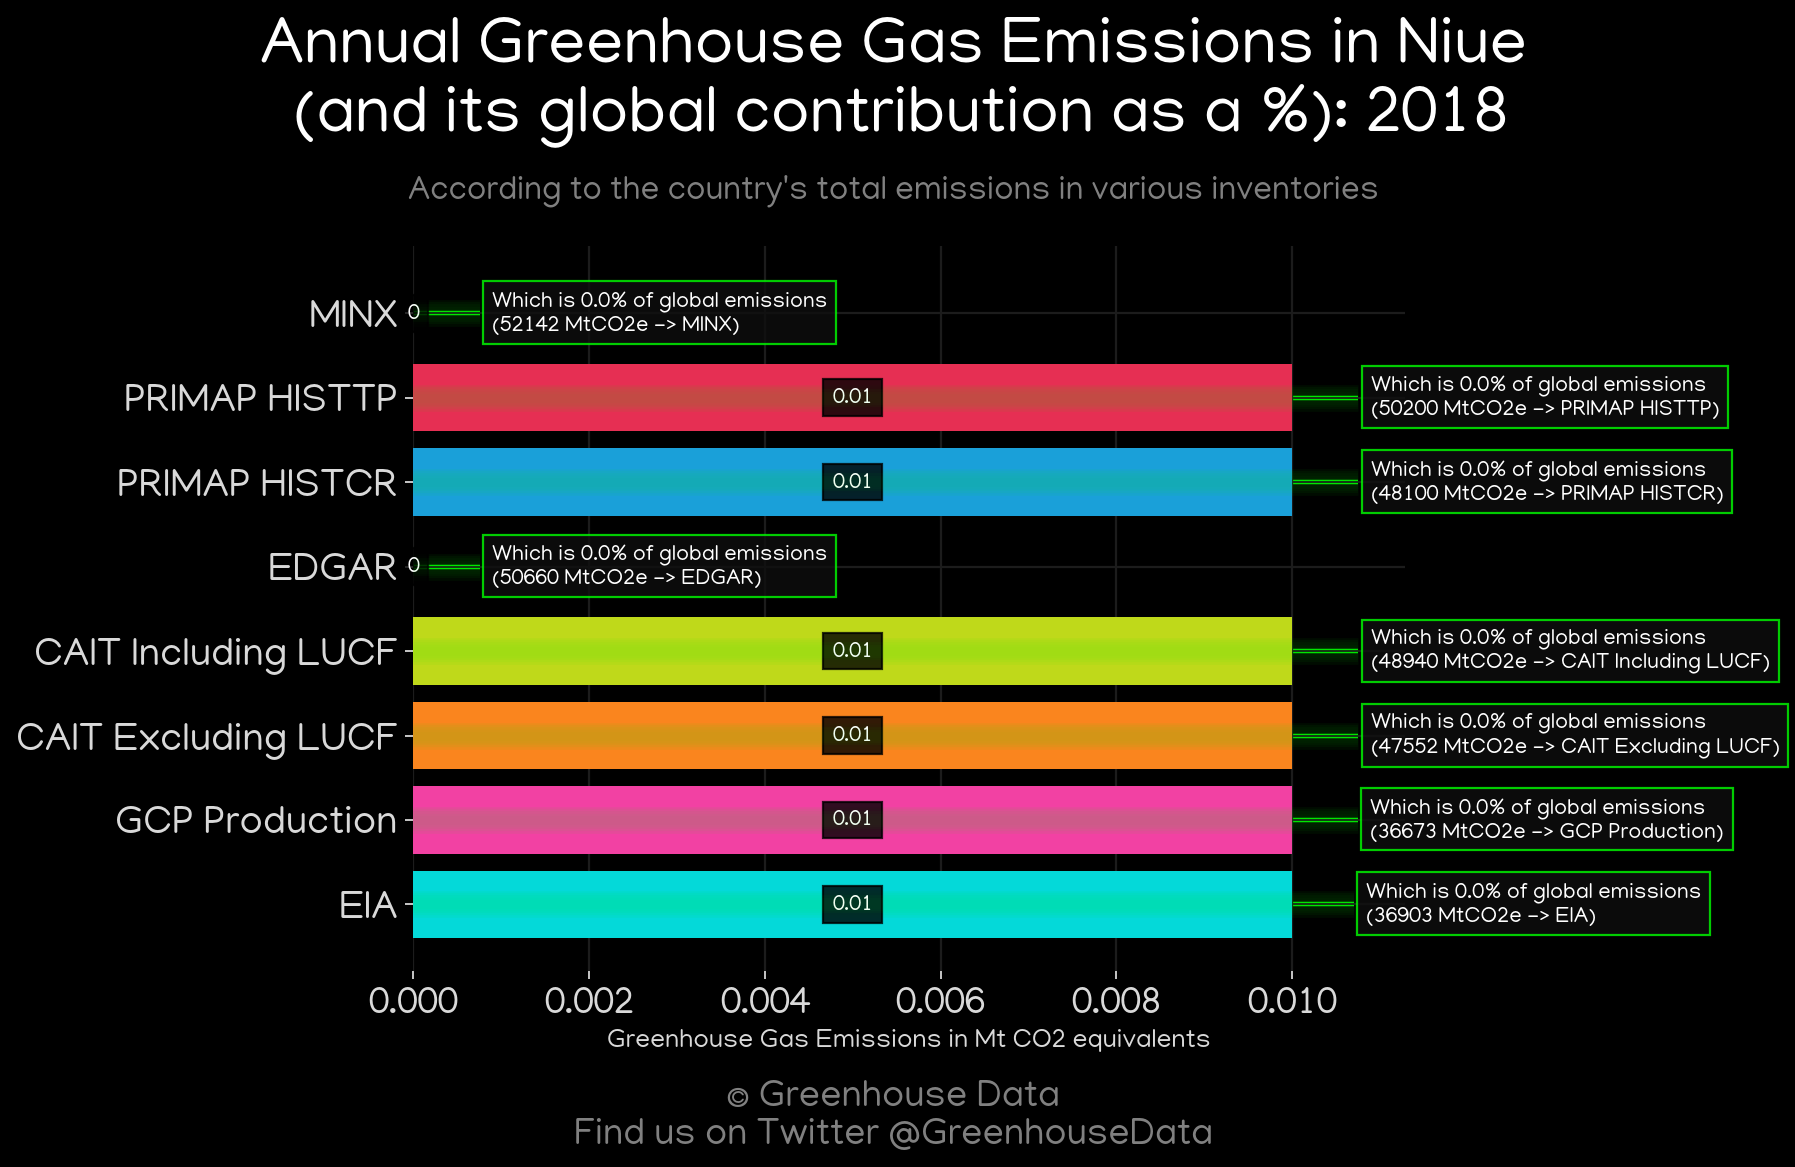 Annual Greenhouse Gas Emissions in Niue
(and its global contribution as a %): 2018
According to the country's total emissions in various inventories
MINX
0
Which is 0.0% of global emissions
(52142 MtCO2e -> MINX)
PRIMAP HISTTP
0.01
Which is 0.0% of global emissions
(50200 MtCO2e -> PRIMAP HISTTP)
PRIMAP HISTCR
0.01
Which is 0.0% of global emissions
(48100 MtCO2e -> PRIMAP HISTCR)
EDGAR
0
Which is 0.0% of global emissions
(50660 MtCO2e -> EDGAR)
CAIT Including LUCF
0.01
Which is 0.0% of global emissions
(48940 MtCO2e -> CAIT Including LUCF)
CAIT Excluding LUCF
0.01
Which is 0.0% of global emissions
(47552 MtCO2e -> CAIT Excluding LUCF)
GCP Production
0.01
Which is 0.0% of global emissions
(36673 MtCO2e -> GCP Production)
EIA
0.01
Which is 0.0% of global emissions
(36903 MtCO2e -> EIA)
0.000 0.002 0.004 0.006 0.008 0.010
Greenhouse Gas Emissions in Mt CO2 equivalents
© Greenhouse Data
Find us on Twitter @GreenhouseData